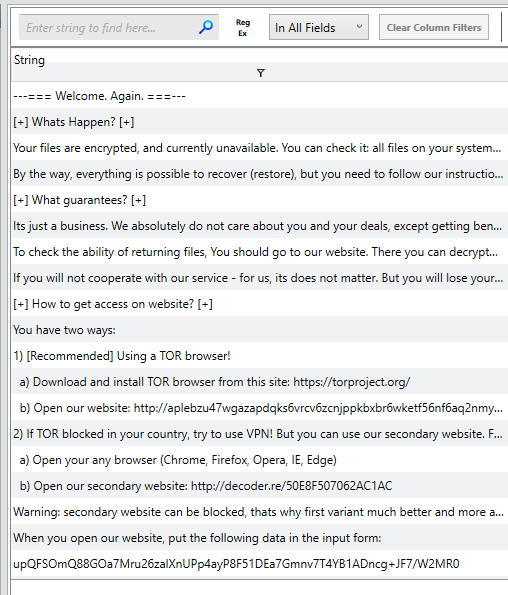 Enter string to find here...
Reg
Ex
In All Fields
Clear Column Filters
String
---=== Welcome. Again. ===---
[+] Whats Happen? [+]
Your files are encrypted, and currently unavailable. You can check it: all files on your system...
By the way, everything is possible to recover (restore), but you need to follow our instructio...
[+] What guarantees? [+]
Its just a business. We absolutely do not care about you and your deals, except getting ben...
To check the ability of returning files, You should go to our website. There you can decrypt...
If you will not cooperate with our service - for us, its does not matter. But you will lose your...
[+] How to get access on website? [+]
You have two ways:
1) [Recommended] Using a TOR browser!
a) Download and install TOR browser from this site: https://torproject.org/
b) Open our website: http://aplebzu47wgazapdqks6vrcv6zcnjppkbxbr6wketf56nf6aq2nmy...
2) If TOR blocked in your country, try to use VPN! But you can use our secondary website. F...
a) Open your any browser (Chrome, Firefox, Opera, IE, Edge)
b) Open our secondary website: http://decoder.re/50E8F507062AC1AC
Warning: secondary website can be blocked, thats why first variant much better and more a...
When you open our website, put the following data in the input form:
upQFSOmQ88GOa7Mru26zaIXnUPp4ayP8F51DEa7Gmnv7T4YB1ADncg+JF7/W2MR0